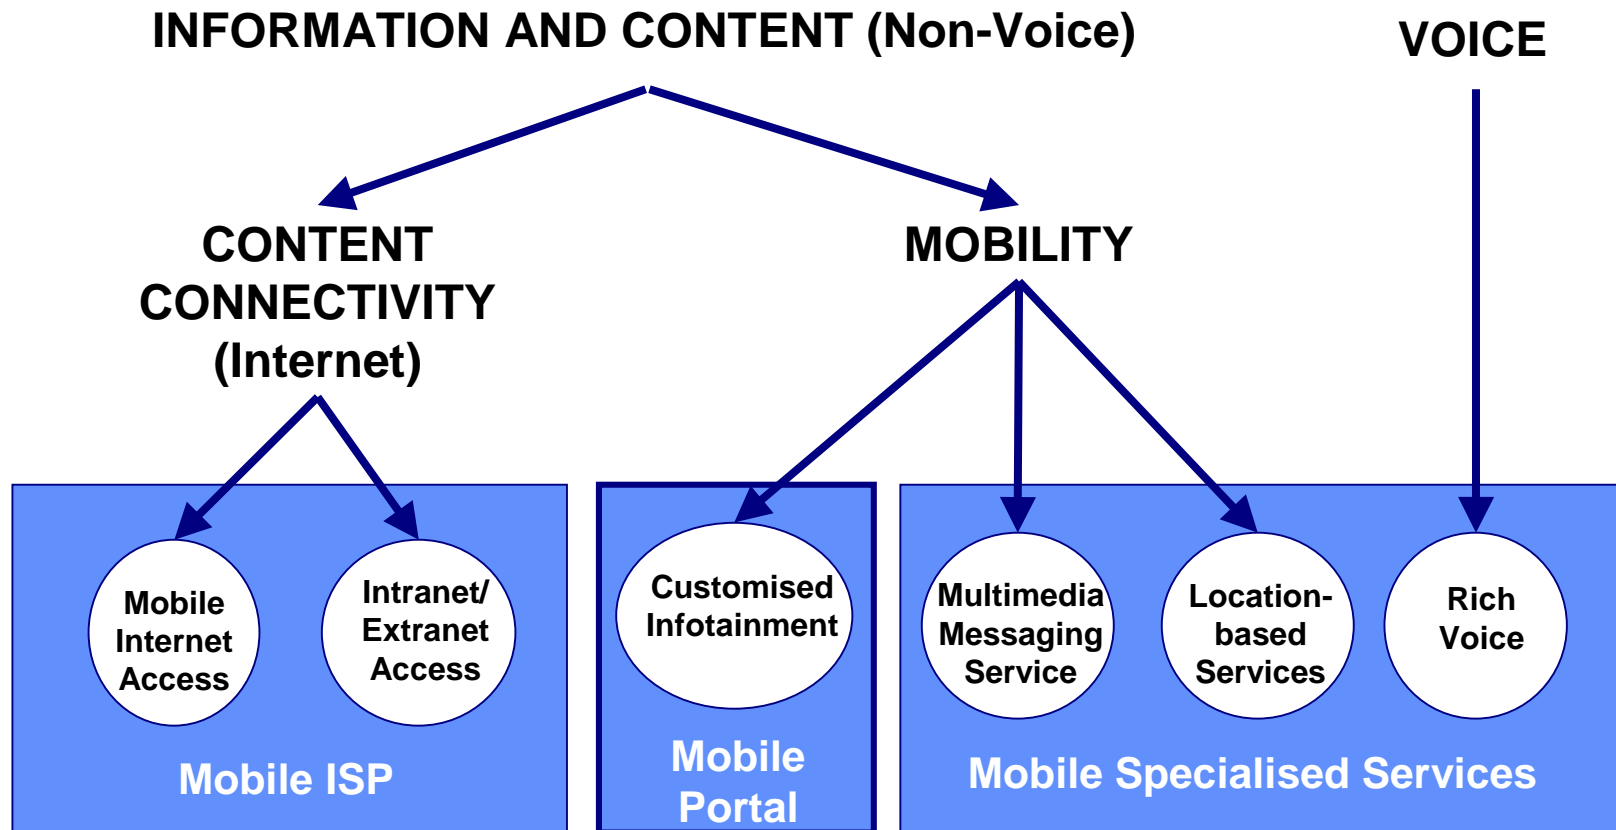 INFORMATION AND CONTENT (Non-Voice)
VOICE
CONTENT
CONNECTIVITY
(Internet)
MOBILITY
Mobile
Internet
Access
Intranet/
Extranet
Access
Customised
Infotainment
Multimedia
Messaging
Service
Location-
based
Services
Rich
Voice
Mobile ISP
Mobile
Portal
Mobile Specialised Services